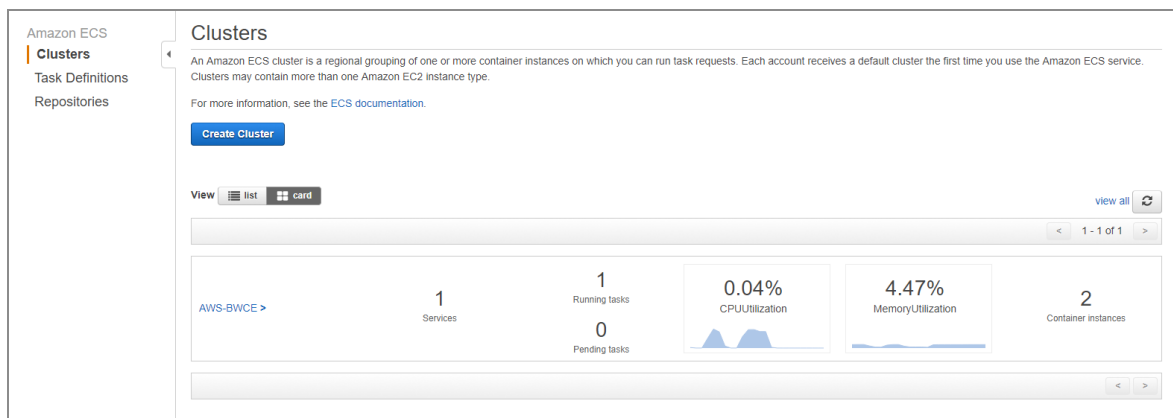 Amazon ECS
Clusters
Task Definitions
Repositories
Clusters
An Amazon ECS cluster is a regional grouping of one or more container instances on which you can run task requests. Each account receives a default cluster the first time you use the Amazon ECS service.
Clusters may contain more than one Amazon EC2 instance type.
For more information, see the ECS documentation.
Create Cluster
View list card
view all
< 1 - 1 of 1 >
AWS-BWCE >
1
Services
1
Running tasks
0
Pending tasks
0.04%
CPUUtilization
4.47%
MemoryUtilization
2
Container instances
< >